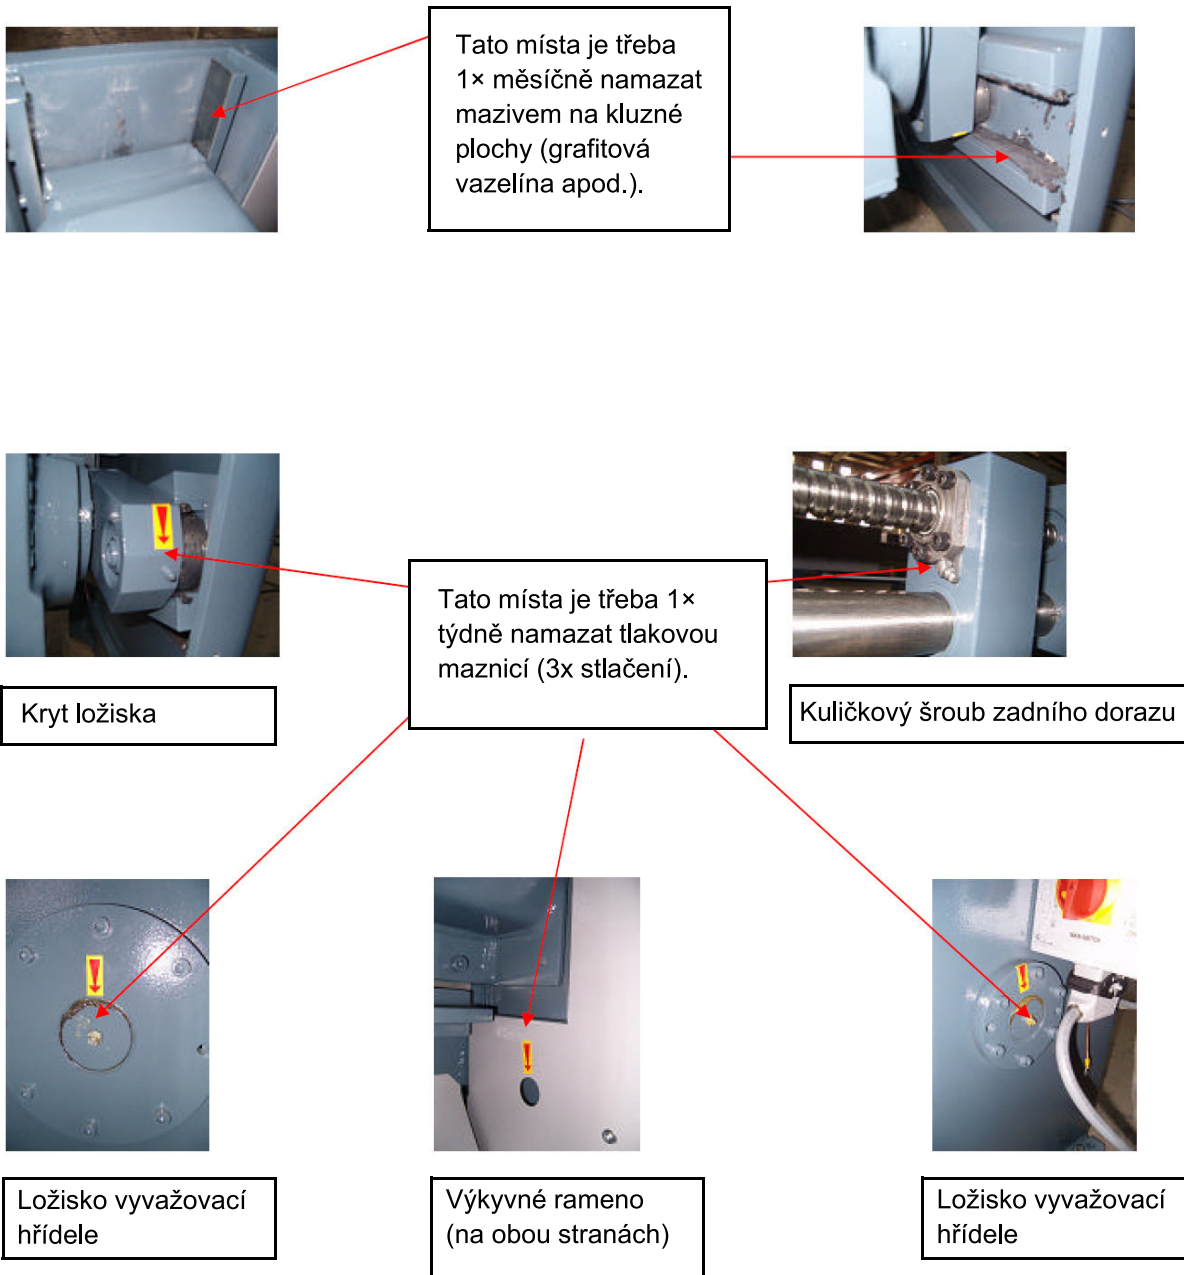 Tato místa je třeba
1× měsíčně namazat
mazivem na kluzné
plochy (grafitová
vazelína apod.).
Tato místa je třeba 1×
týdně namazat tlakovou
maznicí (3x stlačení).
Kryt ložiska
Kuličkový šroub zadního dorazu
Ložisko vyvažovací
hřídele
Výkyvné rameno
(na obou stranách)
Ložisko vyvažovací
hřídele